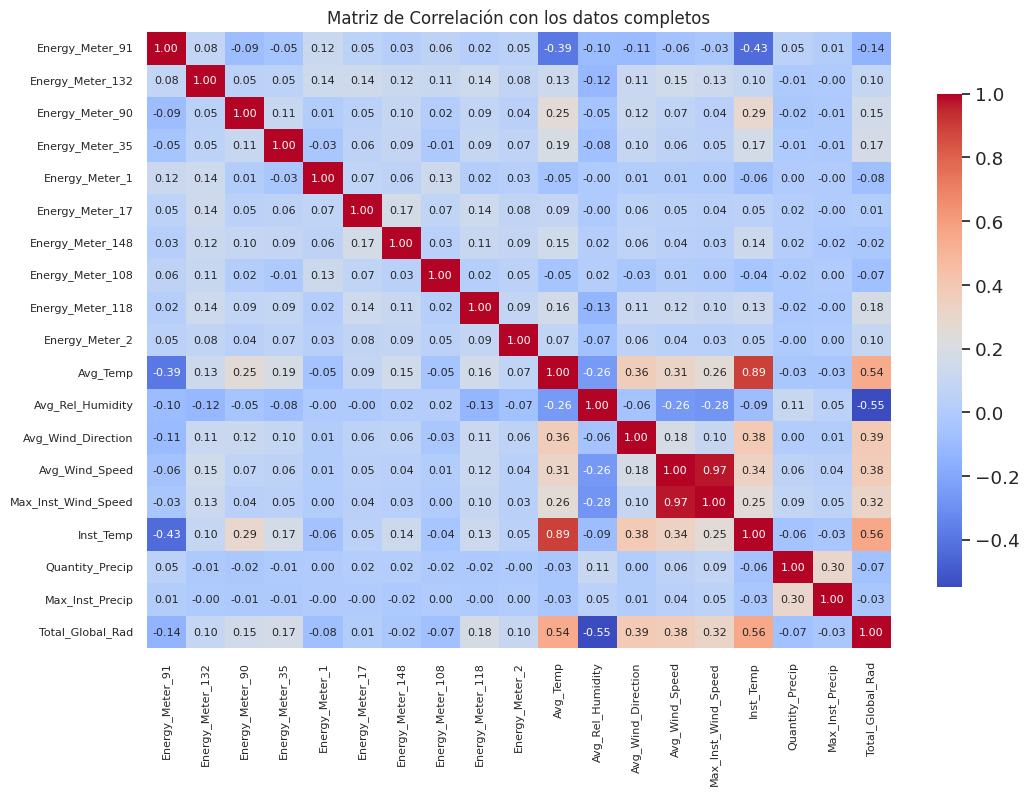 Matriz de Correlación con los datos completos
Energy_Meter_91 1.00 0.08 -0.09 -0.05 0.12 0.05 0.03 0.06 0.02 0.05 -0.39 -0.10 -0.11 -0.06 -0.03 -0.43 0.05 0.01 -0.14
Energy_Meter_132 0.08 1.00 0.05 0.05 0.14 0.14 0.12 0.11 0.14 0.08 0.13 -0.12 0.11 0.15 0.13 0.10 -0.01 -0.00 0.10
Energy_Meter_90 -0.09 0.05 1.00 0.11 0.01 0.05 0.10 0.02 0.09 0.04 0.25 -0.05 0.12 0.07 0.04 0.29 -0.02 -0.01 0.15
Energy_Meter_35 -0.05 0.05 0.11 1.00 -0.03 0.06 0.09 -0.01 0.09 0.07 0.19 -0.08 0.10 0.06 0.05 0.17 -0.01 -0.01 0.17
Energy_Meter_1 0.12 0.14 0.01 -0.03 1.00 0.07 0.06 0.13 0.02 0.03 -0.05 -0.00 0.01 0.01 0.00 -0.06 0.00 -0.00 -0.08
Energy_Meter_17 0.05 0.14 0.05 0.06 0.07 1.00 0.17 0.07 0.14 0.08 0.09 -0.00 0.06 0.05 0.04 0.05 0.02 -0.00 0.01
Energy_Meter_148 0.03 0.12 0.10 0.09 0.06 0.17 1.00 0.03 0.11 0.09 0.15 0.02 0.06 0.04 0.03 0.14 0.02 -0.02 -0.02
Energy_Meter_108 0.06 0.11 0.02 -0.01 0.13 0.07 0.03 1.00 0.02 0.05 -0.05 0.02 -0.03 0.01 0.00 -0.04 -0.02 0.00 -0.07
Energy_Meter_118 0.02 0.14 0.09 0.09 0.02 0.14 0.11 0.02 1.00 0.09 0.16 -0.13 0.11 0.12 0.10 0.13 -0.02 -0.00 0.18
Energy_Meter_2 0.05 0.08 0.04 0.07 0.03 0.08 0.09 0.05 0.09 1.00 0.07 -0.07 0.06 0.04 0.03 0.05 -0.00 0.00 0.10
Avg_Temp -0.39 0.13 0.25 0.19 -0.05 0.09 0.15 -0.05 0.16 0.07 1.00 -0.26 0.36 0.31 0.26 0.89 -0.03 -0.03 0.54
Avg_Rel_Humidity -0.10 -0.12 -0.05 -0.08 -0.00 -0.00 0.02 0.02 -0.13 -0.07 -0.26 1.00 -0.06 -0.26 -0.28 -0.09 0.11 0.05 -0.55
Avg_Wind_Direction -0.11 0.11 0.12 0.10 0.01 0.06 0.06 -0.03 0.11 0.06 0.36 -0.06 1.00 0.18 0.10 0.38 0.00 0.01 0.39
Avg_Wind_Speed -0.06 0.15 0.07 0.06 0.01 0.05 0.04 0.01 0.12 0.04 0.31 -0.26 0.18 1.00 0.97 0.34 0.06 0.04 0.38
Max_Inst_Wind_Speed -0.03 0.13 0.04 0.05 0.00 0.04 0.03 0.00 0.10 0.03 0.26 -0.28 0.10 0.97 1.00 0.25 0.09 0.05 0.32
Inst_Temp -0.43 0.10 0.29 0.17 -0.06 0.05 0.14 -0.04 0.13 0.05 0.89 -0.09 0.38 0.34 0.25 1.00 -0.06 -0.03 0.56
Quantity_Precip 0.05 -0.01 -0.02 -0.01 0.00 0.02 0.02 -0.02 -0.02 -0.00 -0.03 0.11 0.00 0.06 0.09 -0.06 1.00 0.30 -0.07
Max_Inst_Precip 0.01 -0.00 -0.01 -0.01 -0.00 -0.00 -0.02 0.00 -0.00 0.00 -0.03 0.05 0.01 0.04 0.05 -0.03 0.30 1.00 -0.03
Total_Global_Rad -0.14 0.10 0.15 0.17 -0.08 0.01 -0.02 -0.07 0.18 0.10 0.54 -0.55 0.39 0.38 0.32 0.56 -0.07 -0.03 1.00
Energy_Meter_91
Energy_Meter_132
Energy_Meter_90
Energy_Meter_35
Energy_Meter_1
Energy_Meter_17
Energy_Meter_148
Energy_Meter_108
Energy_Meter_118
Energy_Meter_2
Avg_Temp
Avg_Rel_Humidity
Avg_Wind_Direction
Avg_Wind_Speed
Max_Inst_Wind_Speed
Inst_Temp
Quantity_Precip
Max_Inst_Precip
Total_Global_Rad
1.0
0.8
0.6
0.4
0.2
0.0
−0.2
−0.4